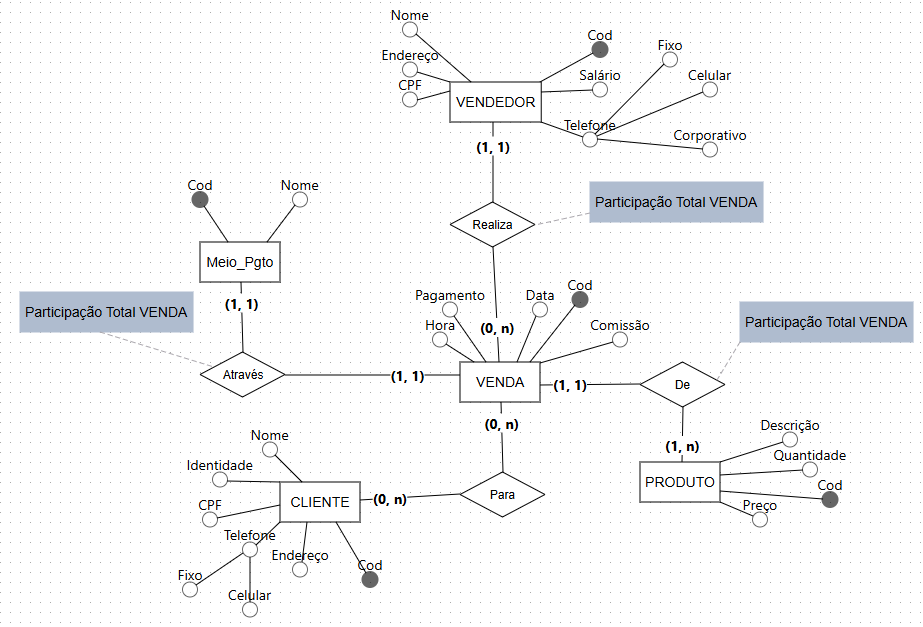 Nome
Cod
Endereço
Fixo
CPF
Salário
Celular
VENDEDOR
Telefone
Corporativo
(1, 1)
Cod
Nome
Participação Total VENDA
Realiza
Meio_Pgto
(1, 1)
Participação Total VENDA
Pagamento
Data
Cod
Hora
(0, n)
Comissão
Participação Total VENDA
Através
(1, 1)
VENDA
(1, 1)
De
(0, n)
(1, n)
Nome
Descrição
Identidade
Quantidade
PRODUTO
Cod
CPF
CLIENTE
(0, n)
Para
Preço
Telefone
Endereço
Cod
Fixo
Celular